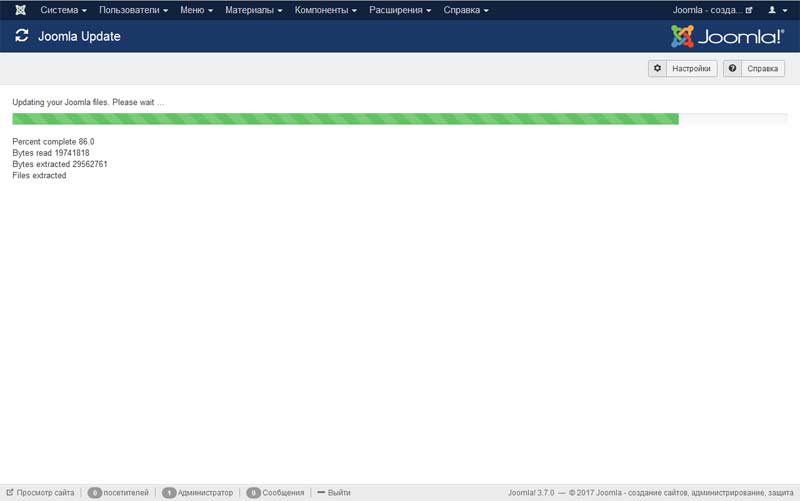 Система Пользователи Меню Материалы Компоненты Расширения Справка Joomla - созда...
Joomla Update Joomla!®
Настройки Справка
Updating your Joomla files. Please wait ...
Percent complete 86.0
Bytes read 19741818
Bytes extracted 29562761
Files extracted
Просмотр сайта 0 посетителей 1 Администратор 0 Сообщения Выйти Joomla! 3.7.0 — © 2017 Joomla - создание сайтов, администрирование, защита